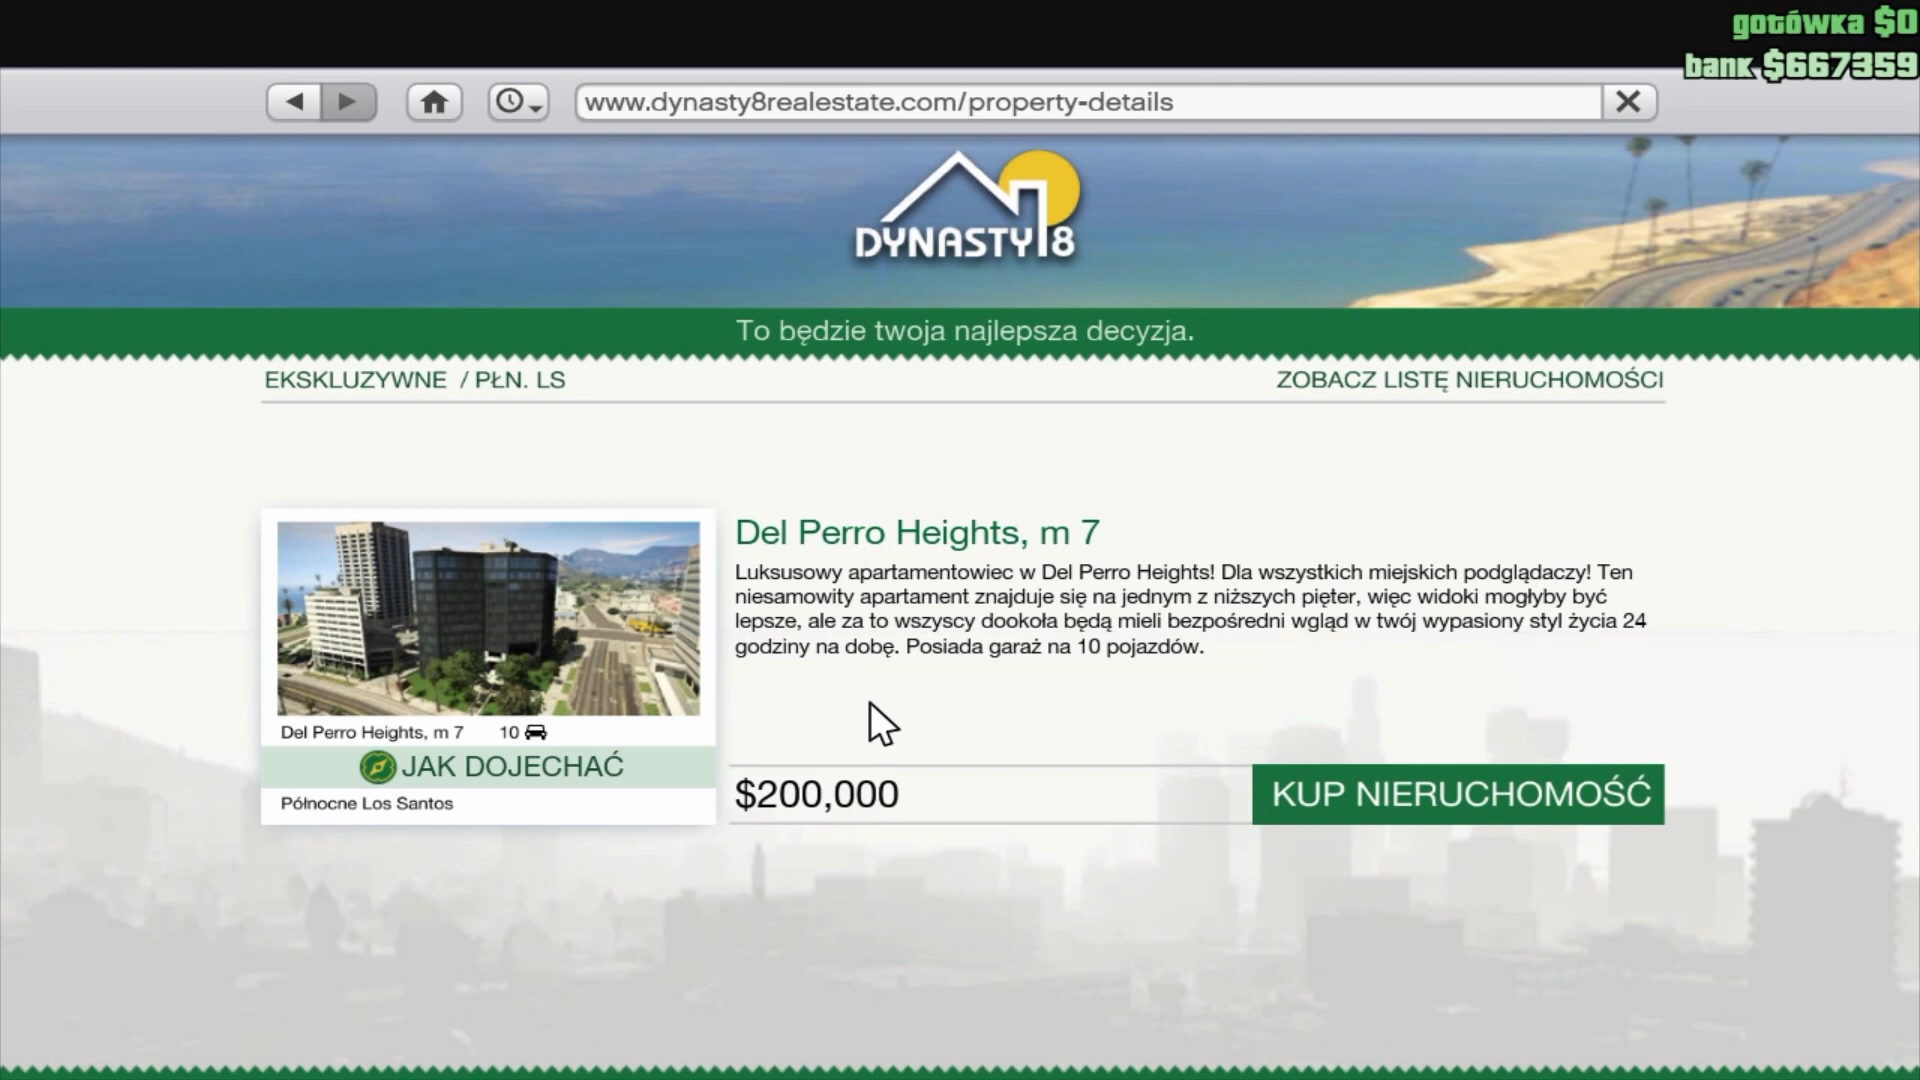 gotówka $0
bank $667359
www.dynasty8realestate.com/property-details
DYNASTY 8
To będzie twoja najlepsza decyzja.
EKSKLUZYWNE / PŁN. LS
ZOBACZ LISTĘ NIERUCHOMOŚCI
Del Perro Heights, m 7
Luksusowy apartamentowiec w Del Perro Heights! Dla wszystkich miejskich podglądaczy! Ten
niesamowity apartament znajduje się na jednym z niższych pięter, więc widoki mogłyby być
lepsze, ale za to wszyscy dookoła będą mieli bezpośredni wgląd w twój wypasiony styl życia 24
godziny na dobę. Posiada garaż na 10 pojazdów.
Del Perro Heights, m 7 10
JAK DOJECHAĆ
Północne Los Santos
$200,000
KUP NIERUCHOMOŚĆ